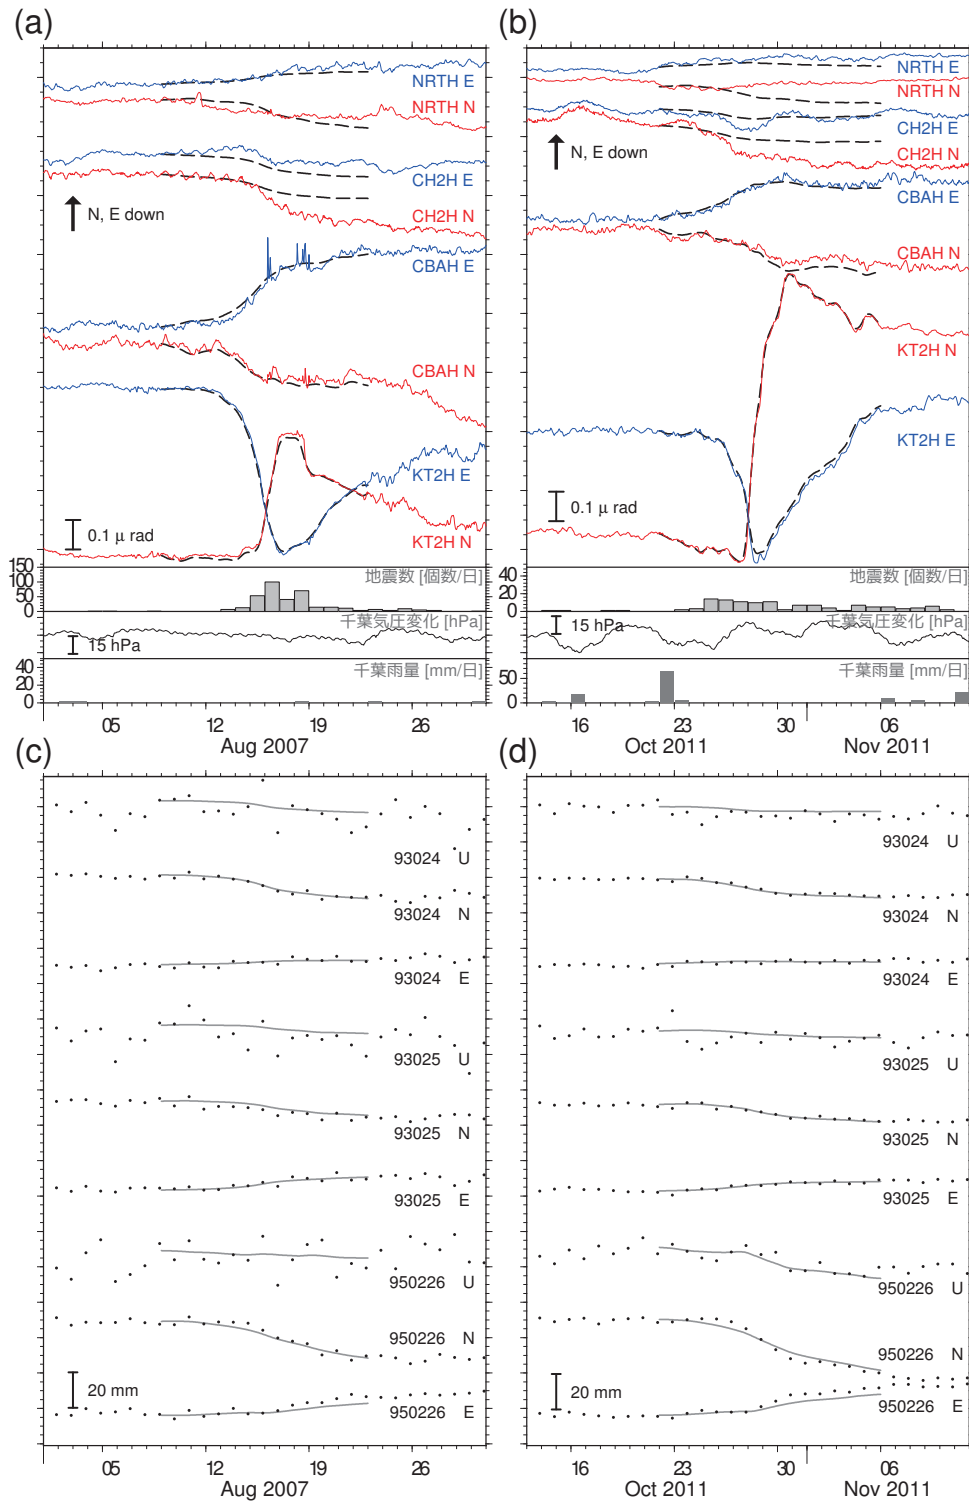 (a)
NRTH E
NRTH N
CH2H E
N, E down
CH2H N
CBAH E
CBAH N
KT2H E
0.1 μ rad
KT2H N
150
100
50
0
地震数 [個数/日]
千葉気圧変化 [hPa]
15 hPa
40
20
0
千葉雨量 [mm/日]
05
12
19
26
Aug 2007
(b)
NRTH E
NRTH N
CH2H E
N, E down
CH2H N
CBAH E
CBAH N
KT2H N
KT2H E
0.1 μ rad
40
20
0
地震数 [個数/日]
千葉気圧変化 [hPa]
15 hPa
50
0
千葉雨量 [mm/日]
16
23
30
06
Oct 2011
Nov 2011
(c)
93024 U
93024 N
93024 E
93025 U
93025 N
93025 E
950226 U
950226 N
20 mm
950226 E
05
12
19
26
Aug 2007
(d)
93024 U
93024 N
93024 E
93025 U
93025 N
93025 E
950226 U
950226 N
20 mm
950226 E
16
23
30
06
Oct 2011
Nov 2011